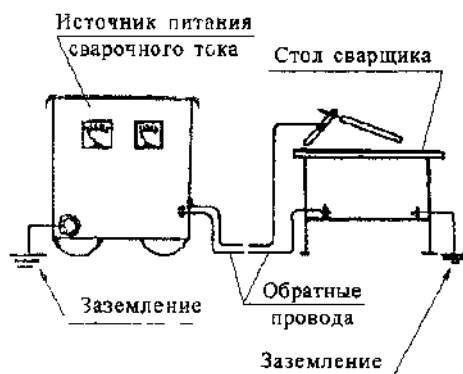 Источник питания
сварочного тока
Стол сварщика
Заземление
Обратные
провода
Заземление